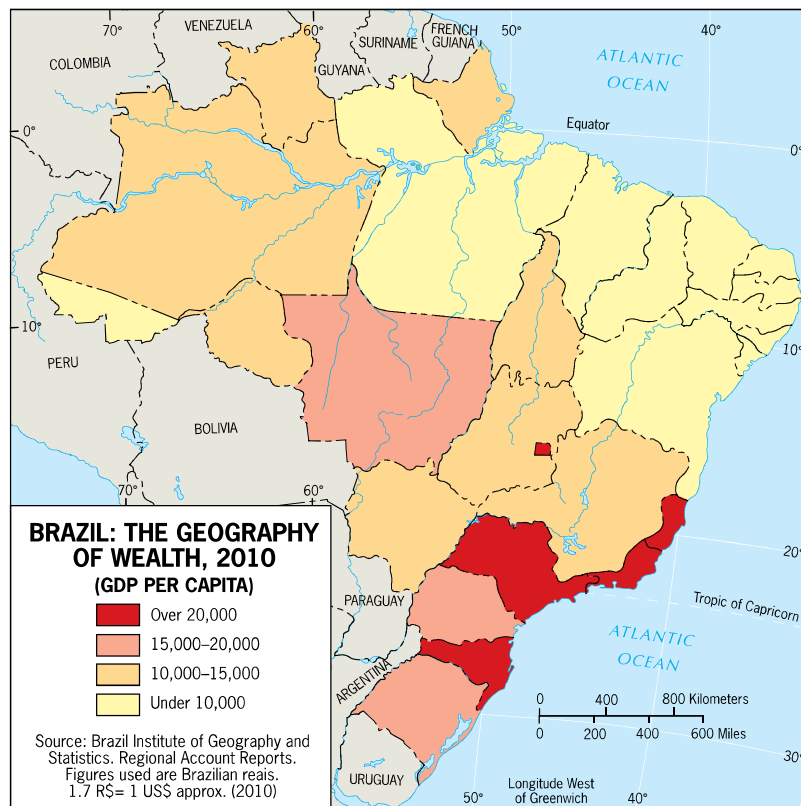 70°
60°
50°
40°
VENEZUELA
COLOMBIA
GUYANA
SURINAME
FRENCH
GUIANA
ATLANTIC
OCEAN
Equator
0°
0°
10°
10°
PERU
BOLIVIA
70°
60°
20°
PARAGUAY
Tropic of Capricorn
ATLANTIC
OCEAN
ARGENTINA
URUGUAY
30°
BRAZIL: THE GEOGRAPHY
OF WEALTH, 2010
(GDP PER CAPITA)
Over 20,000
15,000–20,000
10,000–15,000
Under 10,000
Source: Brazil Institute of Geography and
Statistics. Regional Account Reports.
Figures used are Brazilian reais.
1.7 R$= 1 US$ approx. (2010)
0 400 800 Kilometers
0 200 400 600 Miles
50°
Longitude West
of Greenwich
40°